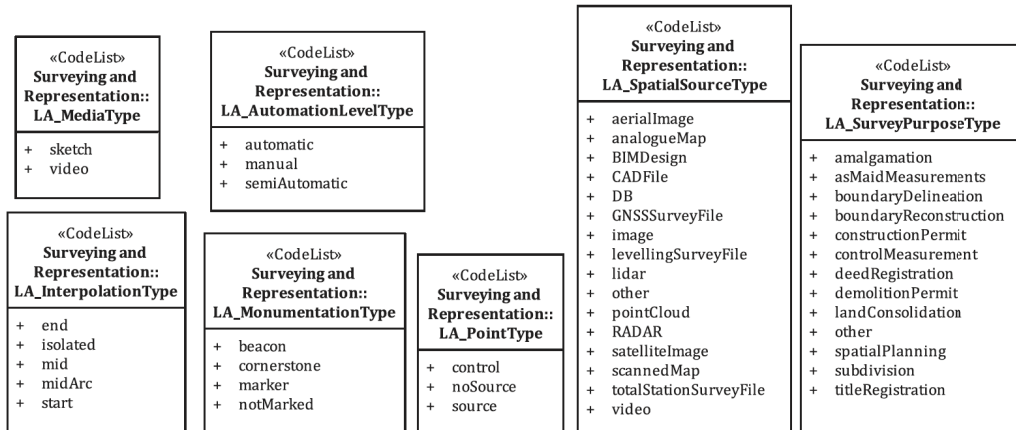 «CodeList»
Surveying and
Representation::
LA_MediaType
+ sketch
+ video
«CodeList»
Surveying and
Representation::
LA_AutomationLevelType
+ automatic
+ manual
+ semiAutomatic
«CodeList»
Surveying and
Representation::
LA_SpatialSourceType
+ aerialImage
+ analogueMap
+ BIMDesign
+ CADFile
+ DB
+ GNSSSurveyFile
+ image
+ levellingSurveyFile
+ lidar
+ other
+ pointCloud
+ RADAR
+ satelliteImage
+ scannedMap
+ totalStationSurveyFile
+ video
«CodeList»
Surveying and
Representation::
LA_SurveyPurposeType
+ amalgamation
+ asMaidMeasurements
+ boundaryDelineation
+ boundaryReconstruction
+ constructionPermit
+ controlMeasurement
+ deedRegistration
+ demolitionPermit
+ landConsolidation
+ other
+ spatialPlanning
+ subdivision
+ titleRegistration
«CodeList»
Surveying and
Representation::
LA_InterpolationType
+ end
+ isolated
+ mid
+ midArc
+ start
«CodeList»
Surveying and
Representation::
LA_MonumentationType
+ beacon
+ cornerstone
+ marker
+ notMarked
«CodeList»
Surveying and
Representation::
LA_PointType
+ control
+ noSource
+ source